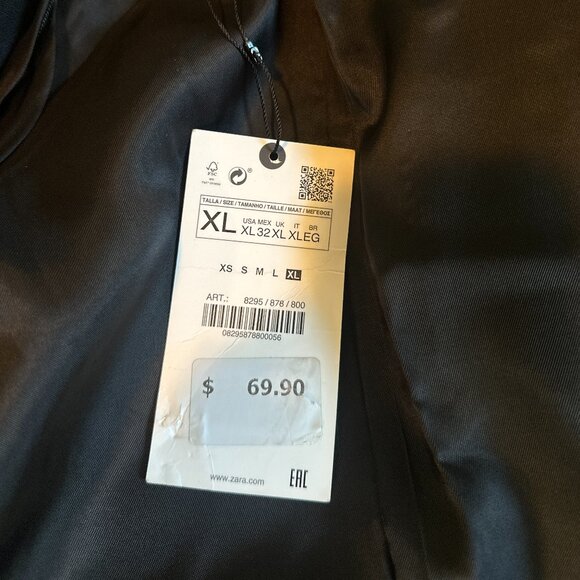 FSC
TALLA / SIZE / TAMANHO / TAILLE / MAAT / ΜΕΓΕΘΟΣ
XL USA MEX UK IT BR
XL 32 XL XL EG
XS S M L XL
ART.: 8295 / 878 / 800
08295878800056
$ 69.90
www.zara.com EAC